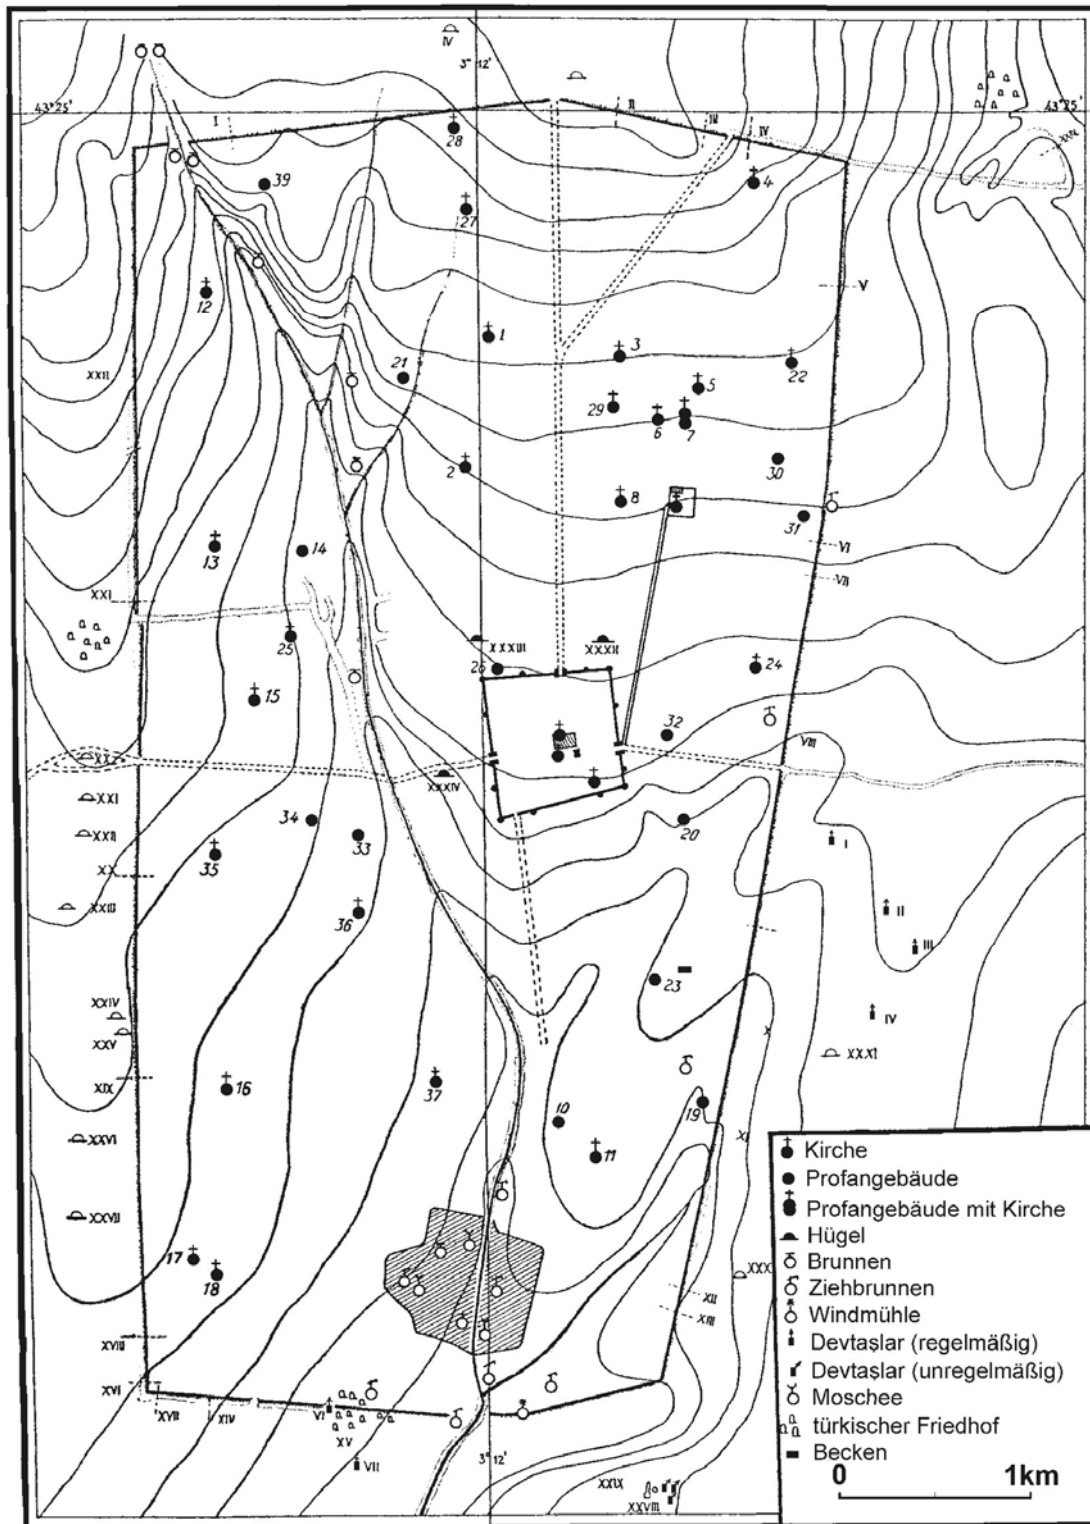 IV
3° 12'
43° 25'
43° 25'
I
II
III
IV
28
39
4
27
12
V
1
3
22
XXII
21
5
29
6
7
2
30
8
31
13
14
VI
VII
XXI
25
XXXIII
XXXII
26
24
15
32
VIII
XXXIV
XXI
34
33
20
I
XXII
35
XX
XXIII
36
II
III
23
XXIV
IV
XXV
X
XXXI
XIX
16
37
10
19
XI
11
XXVI
XXVII
17
18
XXX
XII
XIII
XVIII
XVI
XVII
XIV
VI
XV
VII
3° 12'
XXIX
XXVIII
Kirche
Profangebäude
Profangebäude mit Kirche
Hügel
Brunnen
Ziehbrunnen
Windmühle
Devtaşlar (regelmäßig)
Devtaşlar (unregelmäßig)
Moschee
türkischer Friedhof
Becken
0 1km